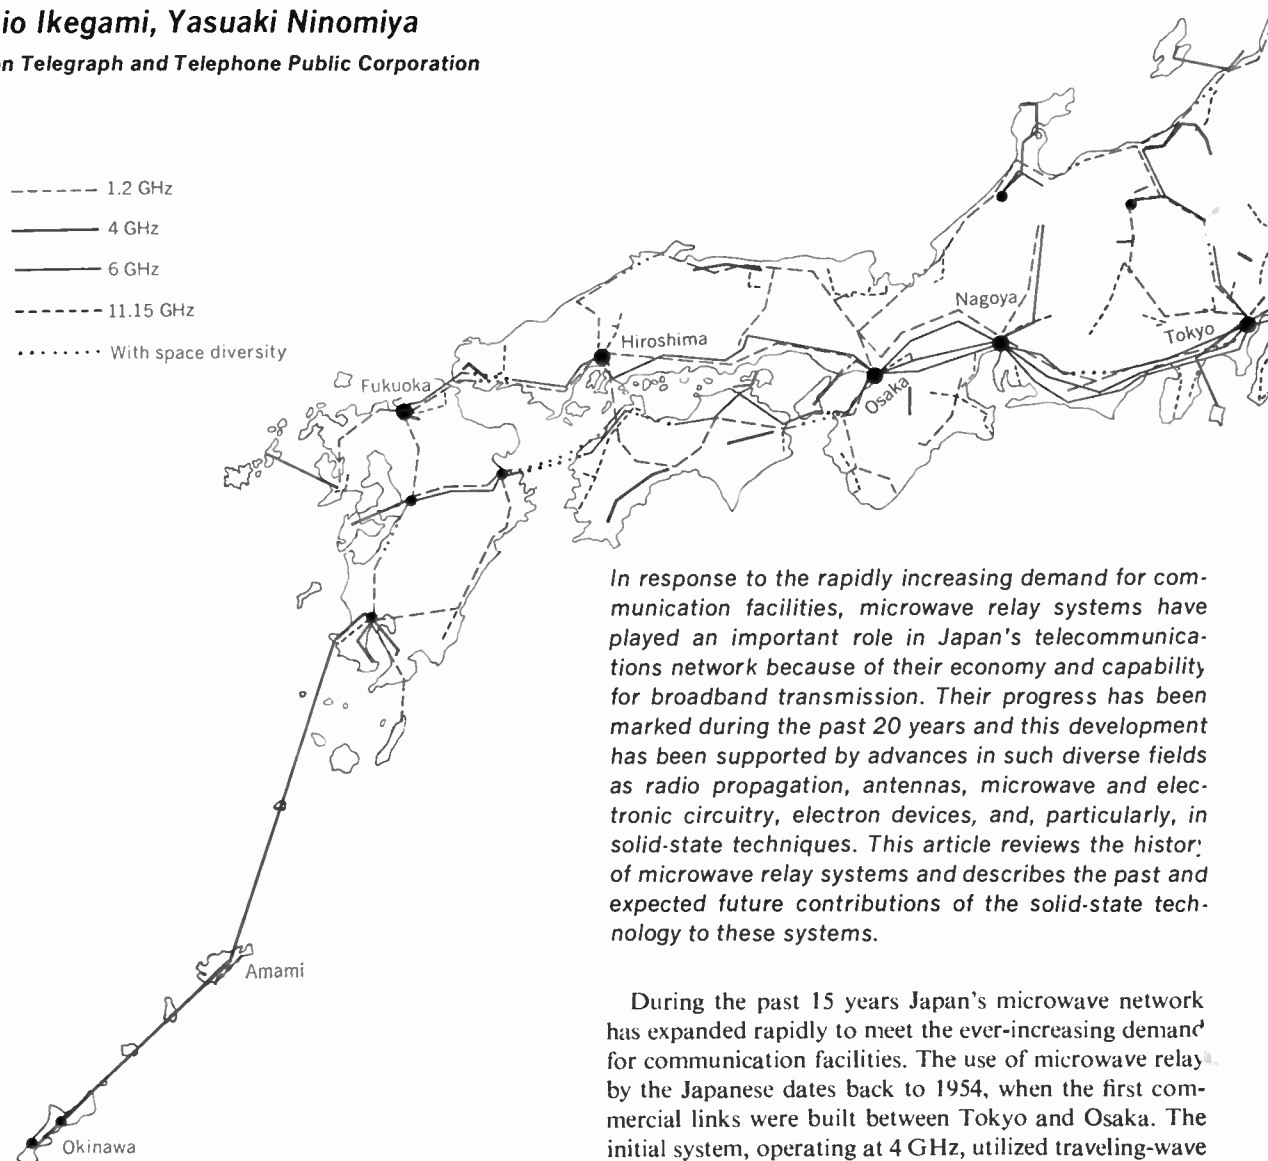 io Ikegami, Yasuaki Ninomiya
n Telegraph and Telephone Public Corporation
1.2 GHz
4 GHz
6 GHz
11.15 GHz
With space diversity
Fukuoka
Hiroshima
Osaka
Nagoya
Tokyo
Amami
Okinawa
In response to the rapidly increasing demand for com-
munication facilities, microwave relay systems have
played an important role in Japan's telecommunica-
tions network because of their economy and capability
for broadband transmission. Their progress has been
marked during the past 20 years and this development
has been supported by advances in such diverse fields
as radio propagation, antennas, microwave and elec-
tronic circuitry, electron devices, and, particularly, in
solid-state techniques. This article reviews the history
of microwave relay systems and describes the past and
expected future contributions of the solid-state tech-
nology to these systems.
During the past 15 years Japan's microwave network
has expanded rapidly to meet the ever-increasing demand
for communication facilities. The use of microwave relay
by the Japanese dates back to 1954, when the first com-
mercial links were built between Tokyo and Osaka. The
initial system, operating at 4 GHz, utilized traveling-wave